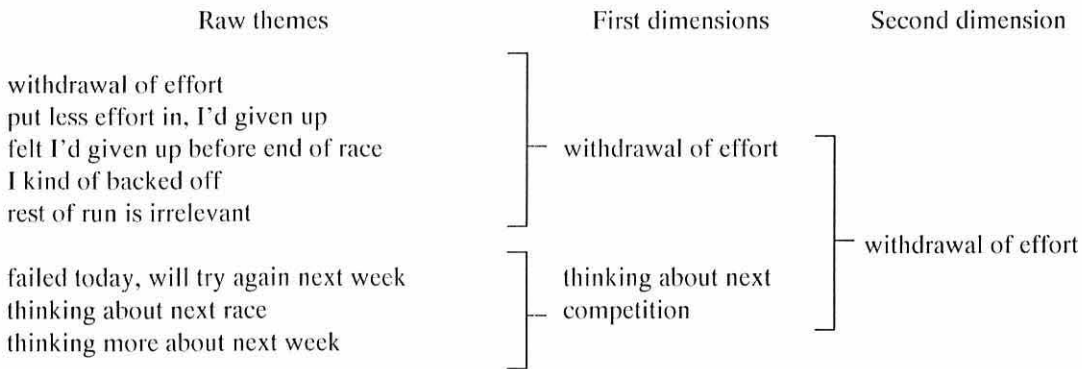 Raw themes First dimensions Second dimension
withdrawal of effort
put less effort in, I'd given up
felt I'd given up before end of race
I kind of backed off
rest of run is irrelevant
withdrawal of effort
failed today, will try again next week
thinking about next race
thinking more about next week
thinking about next
competition
withdrawal of effort